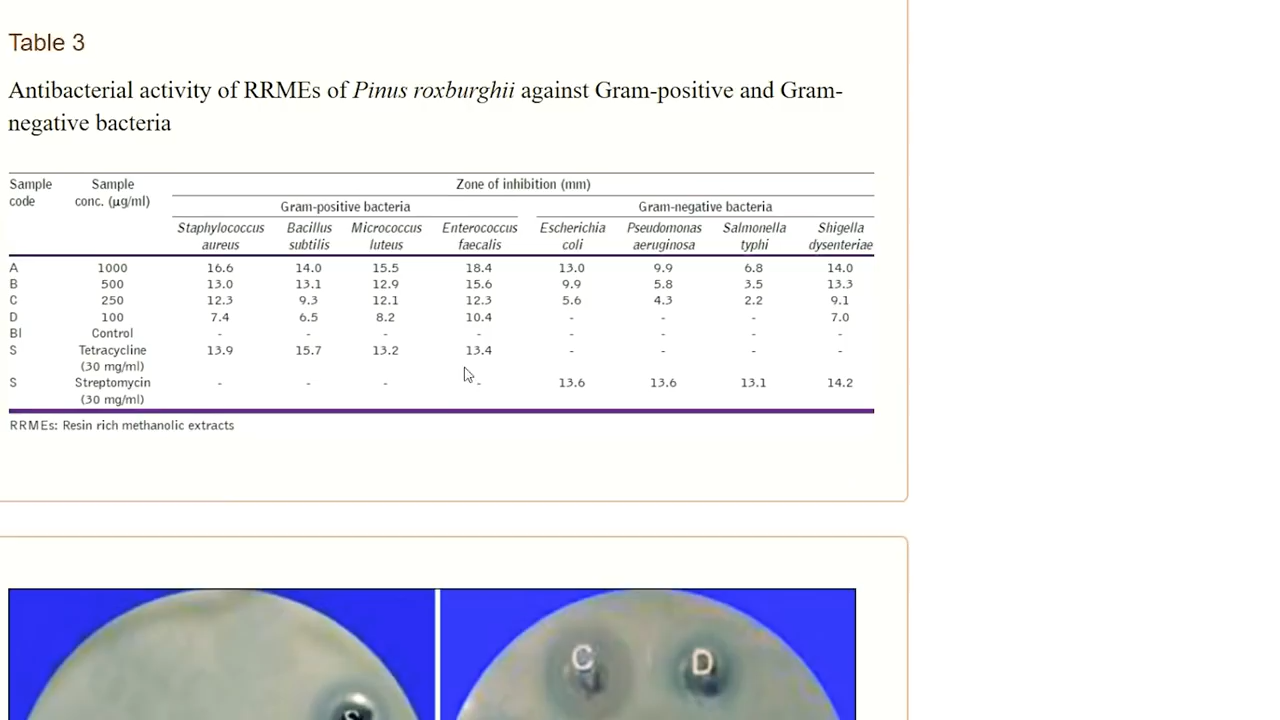 Table 3
Antibacterial activity of RRMEs of Pinus roxburghii against Gram-positive and Gram-
negative bacteria
Sample code Sample conc. (µg/ml) Zone of inhibition (mm)
Gram-positive bacteria Gram-negative bacteria
Staphylococcus aureus Bacillus subtilis Micrococcus luteus Enterococcus faecalis Escherichia coli Pseudomonas aeruginosa Salmonella typhi Shigella dysenteriae
A 1000 16.6 14.0 15.5 18.4 13.0 9.9 6.8 14.0
B 500 13.0 13.1 12.9 15.6 9.9 5.8 3.5 13.3
C 250 12.3 9.3 12.1 12.3 5.6 4.3 2.2 9.1
D 100 7.4 6.5 8.2 10.4 - - - 7.0
Bl Control - - - - - - - -
S Tetracycline 13.9 15.7 13.2 13.4 - - - -
(30 mg/ml)
S Streptomycin - - - - 13.6 13.6 13.1 14.2
(30 mg/ml)
RRMEs: Resin rich methanolic extracts
C D
S